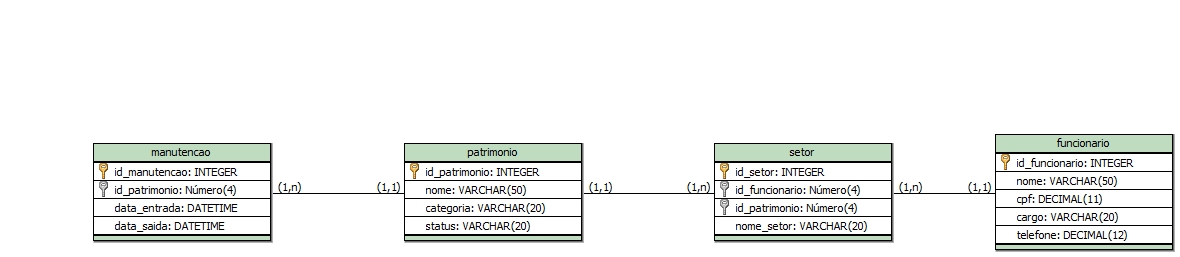 manutencao
id_manutencao: INTEGER
id_patrimonio: Número(4)
data_entrada: DATETIME
data_saida: DATETIME
(1,n)
(1,1)
patrimonio
id_patrimonio: INTEGER
nome: VARCHAR(50)
categoria: VARCHAR(20)
status: VARCHAR(20)
(1,1)
(1,n)
setor
id_setor: INTEGER
id_funcionario: Número(4)
id_patrimonio: Número(4)
nome_setor: VARCHAR(20)
(1,n)
(1,1)
funcionario
id_funcionario: INTEGER
nome: VARCHAR(50)
cpf: DECIMAL(11)
cargo: VARCHAR(20)
telefone: DECIMAL(12)